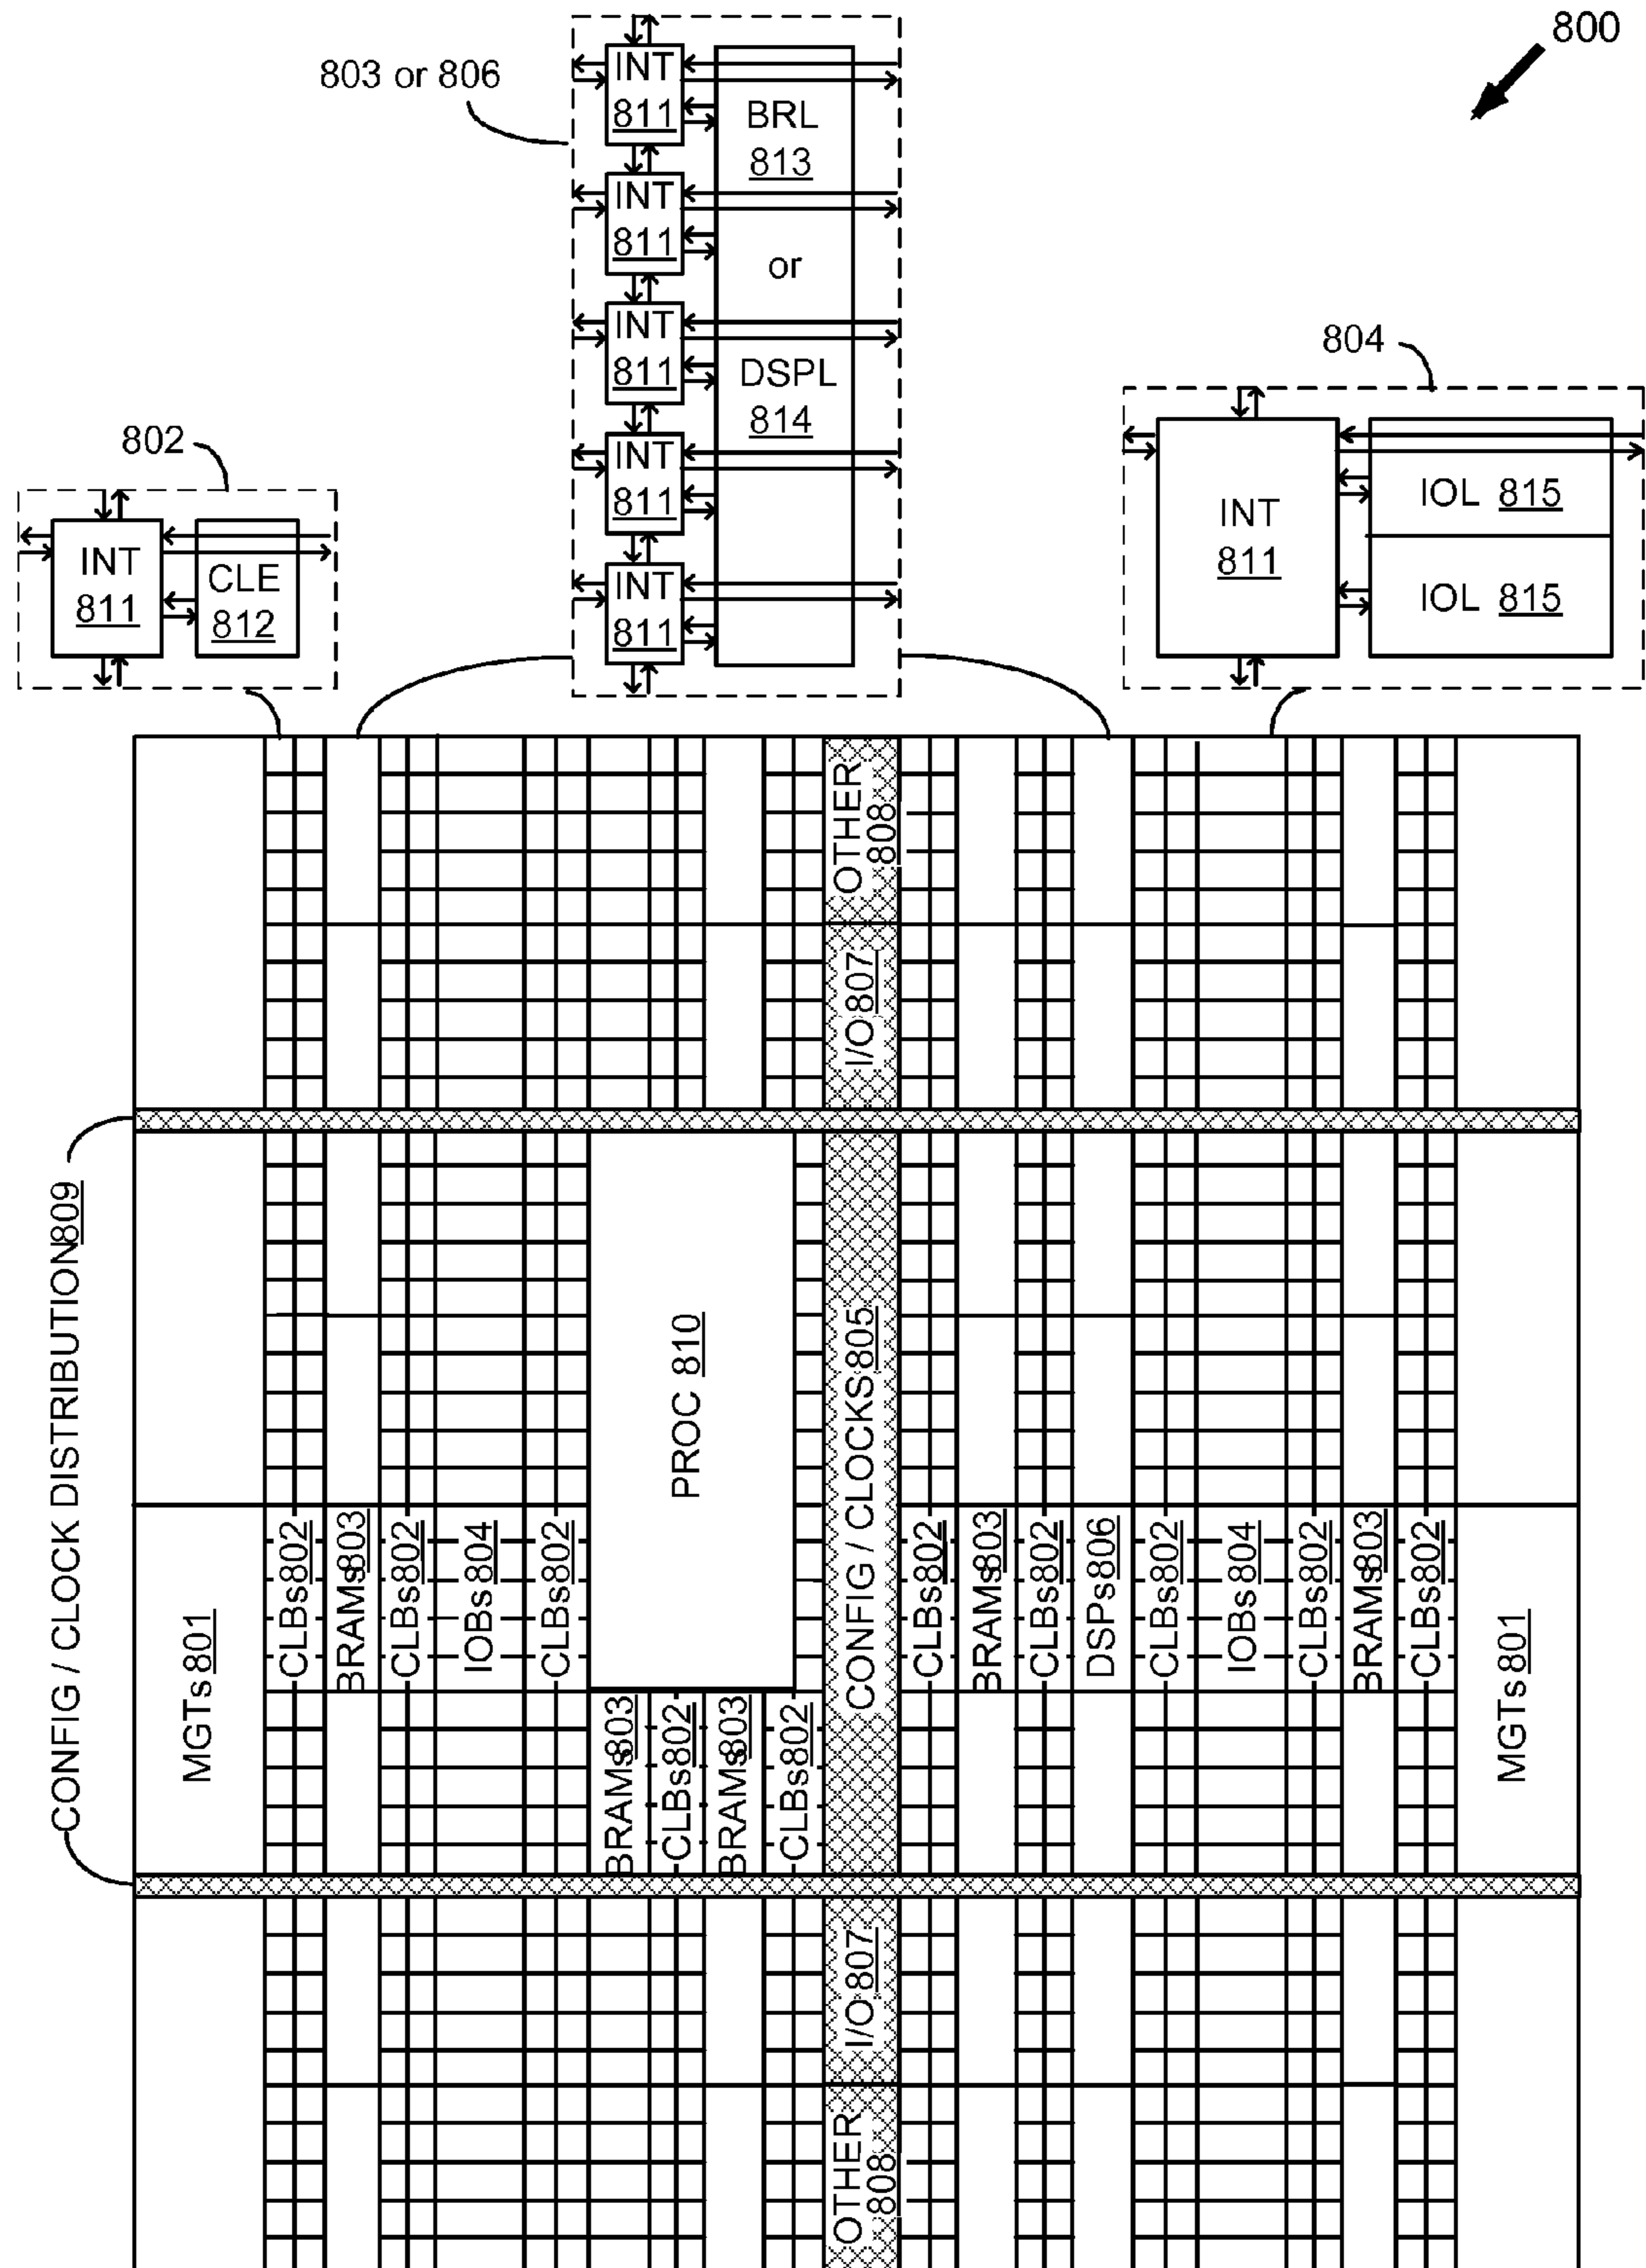 800
803 or 806
INT
811
INT
811
INT
811
INT
811
INT
811
BRL
813
or
DSPL
814
804
INT
811
IOL 815
IOL 815
802
INT
811
CLE
812
OTHER
808
I/O 807
CONFIG / CLOCK DISTRIBUTION 809
PROC 810
CONFIG / CLOCKS 805
MGTs 801
CLBs 802
BRAMs 803
CLBs 802
IOBs 804
CLBs 802
BRAMs 803
CLBs 802
BRAMs 803
CLBs 802
CLBs 802
BRAMs 803
CLBs 802
DSPs 806
CLBs 802
IOBs 804
CLBs 802
BRAMs 803
CLBs 802
MGTs 801
I/O 807
OTHER
808